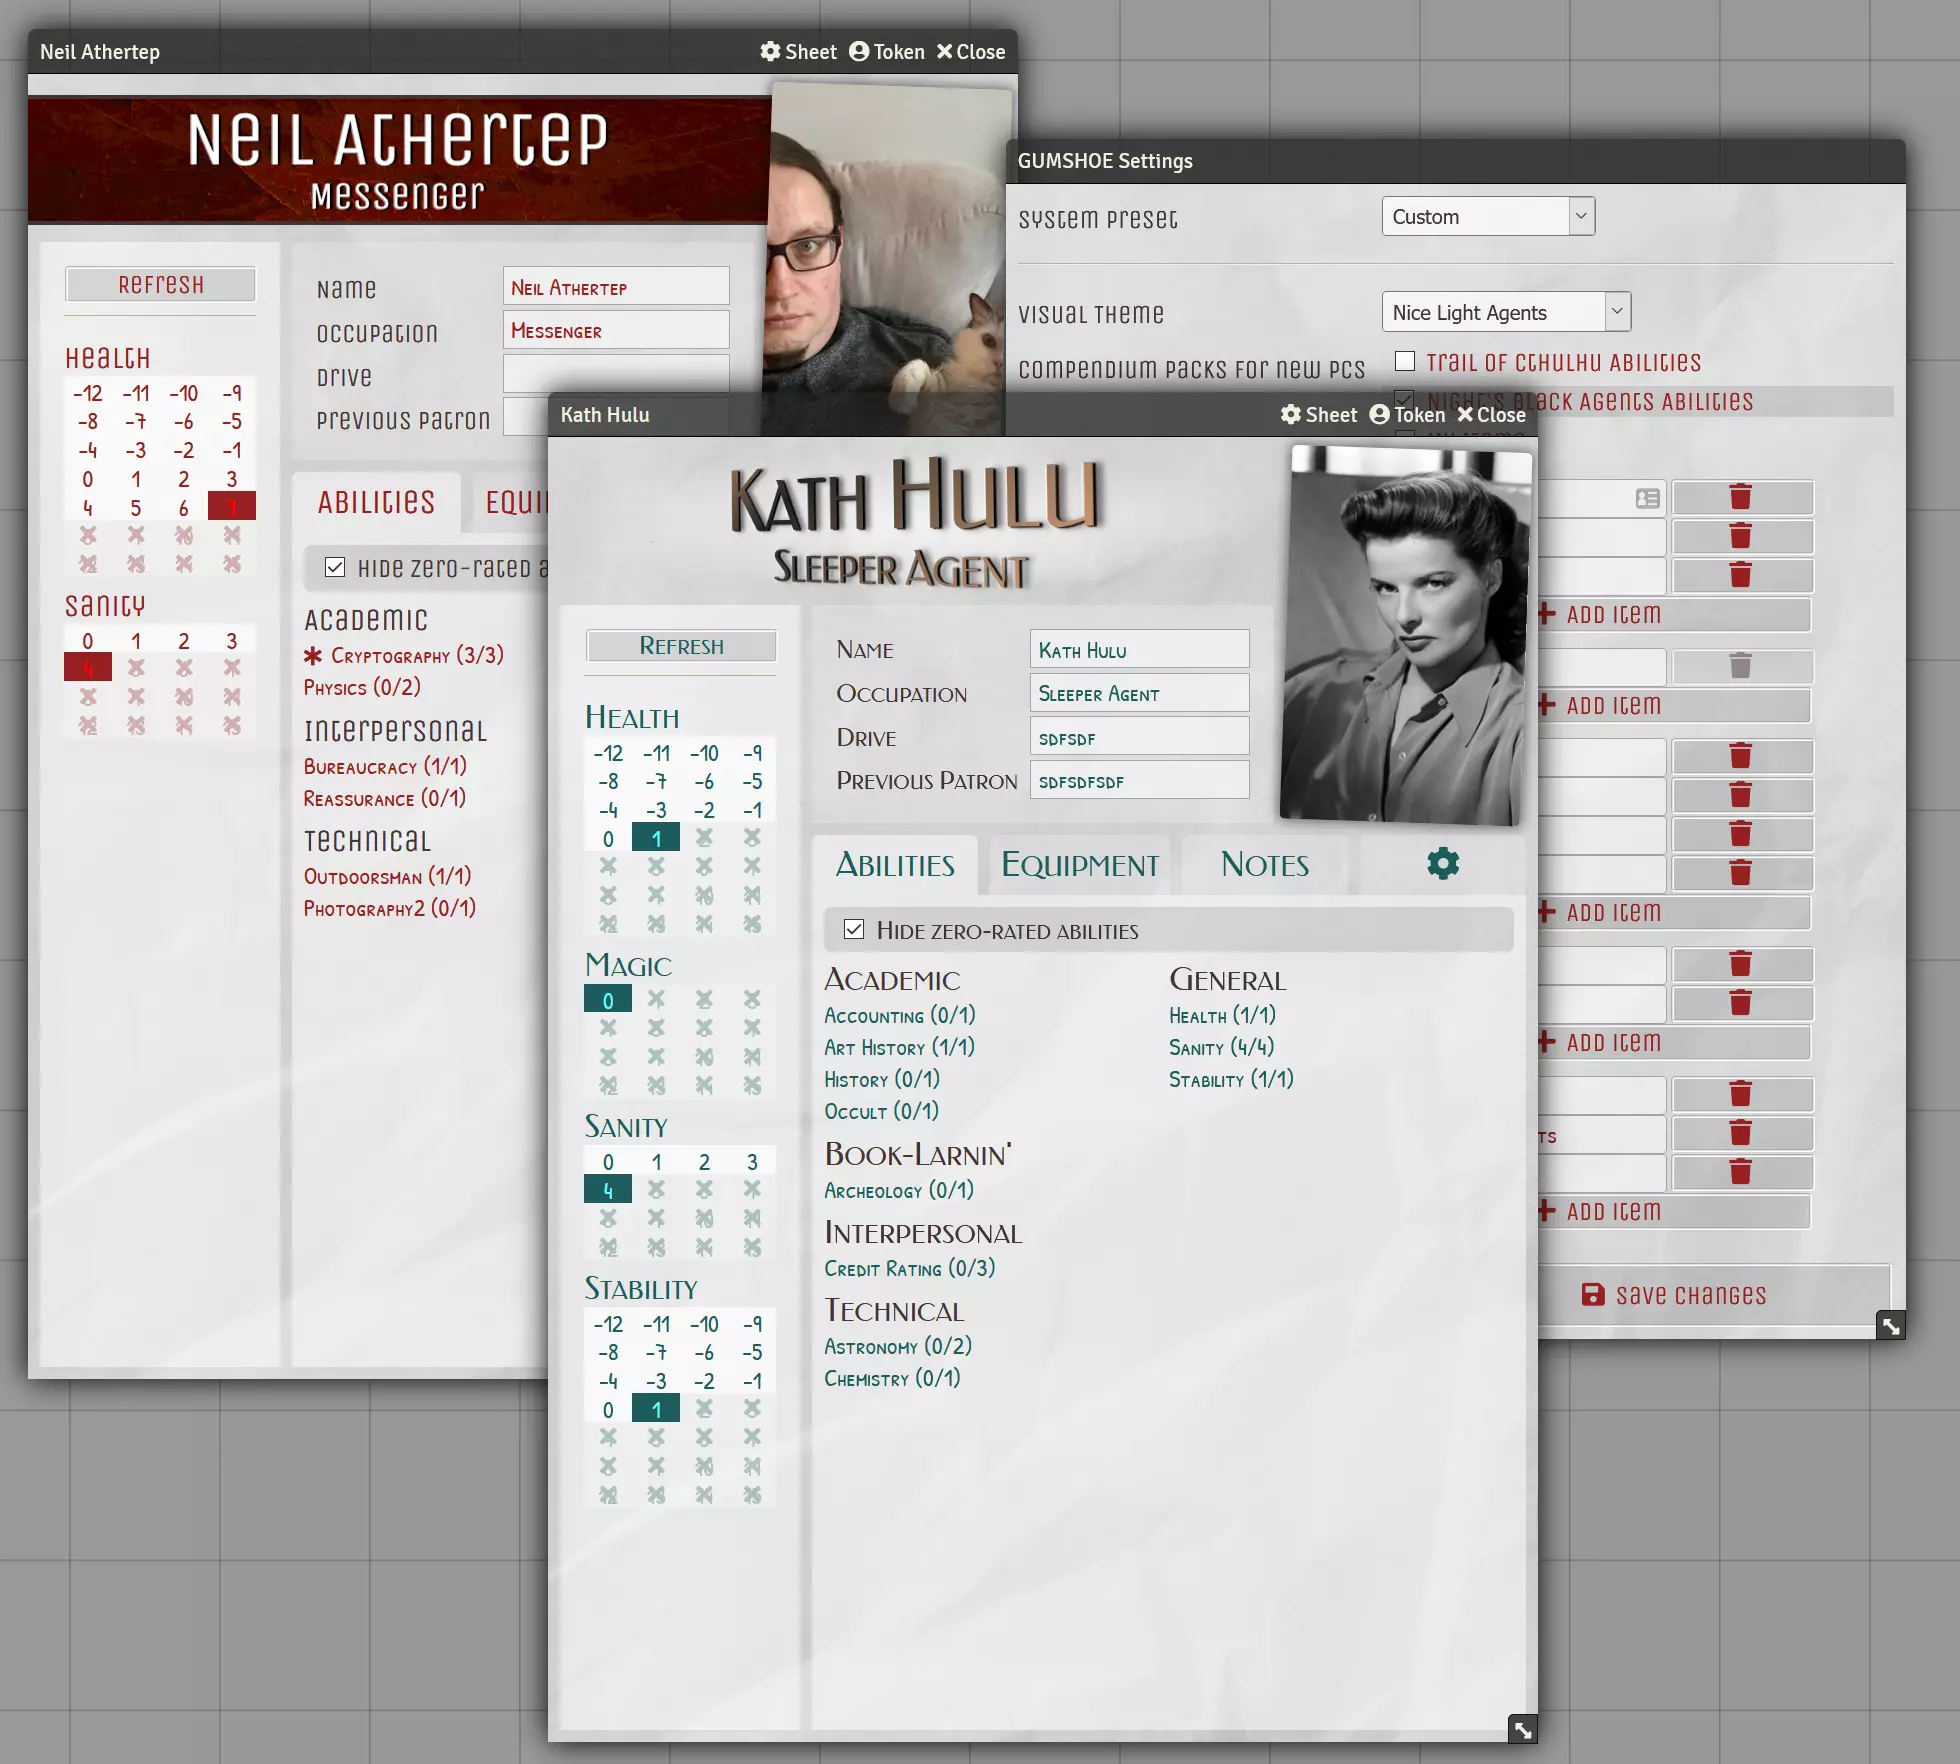 Neil Athertep
Sheet Token Close
Neil Athertep
Messenger
Refresh
Health
-12 -11 -10 -9
-8 -7 -6 -5
-4 -3 -2 -1
0 1 2 3
4 5 6 7
Sanity
0 1 2 3
4
Name Neil Athertep
Occupation Messenger
Drive
Previous Patron
Abilities
Hide zero-rated
Academic
Cryptography (3/3)
Physics (0/2)
Interpersonal
Bureaucracy (1/1)
Reassurance (0/1)
Technical
Outdoorsman (1/1)
Photography2 (0/1)
GUMSHOE Settings
System Preset Custom
Visual Theme Nice Light Agents
Compendium packs for new PCs Trail of Cthulhu Abilities
Night's Black Agents Abilities
Add Item
Add Item
Add Item
Add Item
Add Item
Save Changes
Kath Hulu
Sheet Token Close
Kath Hulu
Sleeper Agent
Refresh
Health
-12 -11 -10 -9
-8 -7 -6 -5
-4 -3 -2 -1
0 1
Magic
0
Sanity
0 1 2 3
4
Stability
-12 -11 -10 -9
-8 -7 -6 -5
-4 -3 -2 -1
0 1
Name Kath Hulu
Occupation Sleeper Agent
Drive sdfsdf
Previous Patron sdfsdfsdf
Abilities Equipment Notes
Hide zero-rated abilities
Academic
Accounting (0/1)
Art History (1/1)
History (0/1)
Occult (0/1)
Book-Larnin'
Archeology (0/1)
Interpersonal
Credit Rating (0/3)
Technical
Astronomy (0/2)
Chemistry (0/1)
General
Health (1/1)
Sanity (4/4)
Stability (1/1)